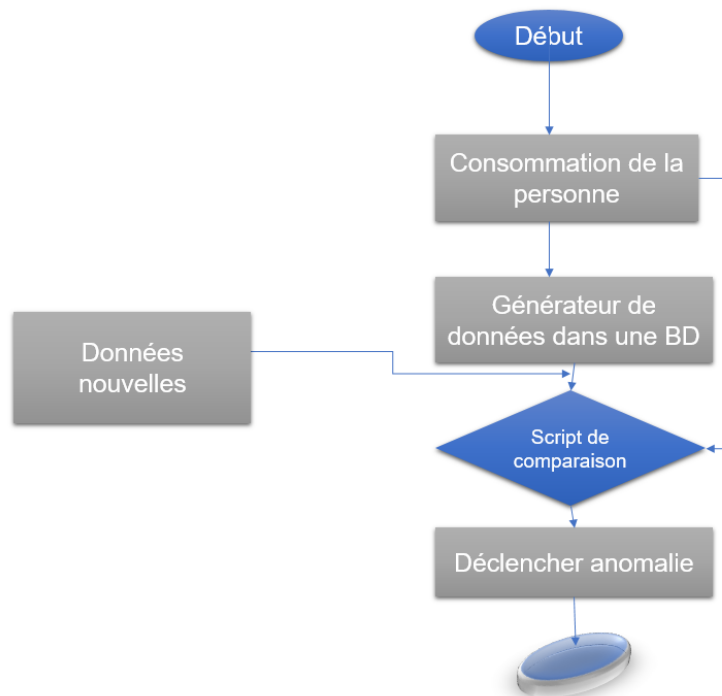 Début
Consommation de la
personne
Générateur de
données dans une BD
Données
nouvelles
Script de
comparaison
Déclencher anomalie